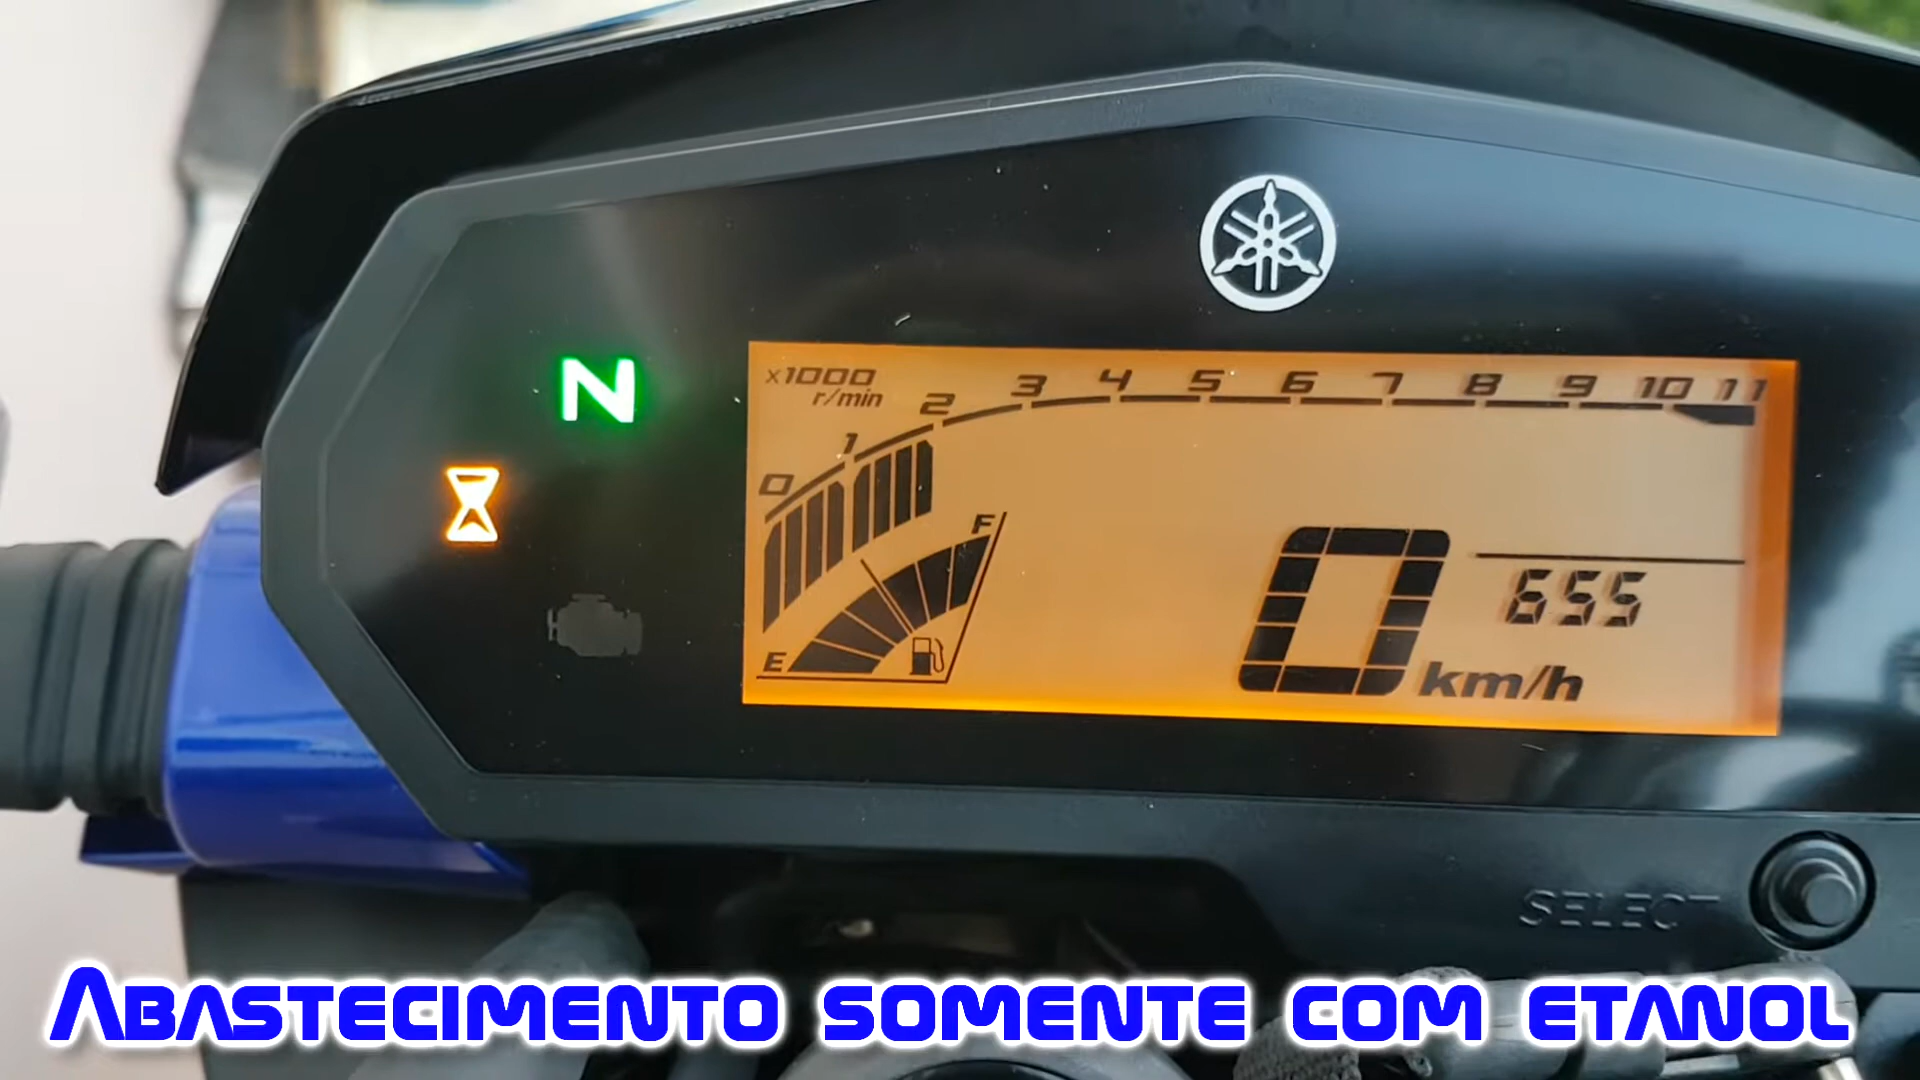 N
x1000
r/min
0 1 2 3 4 5 6 7 8 9 10 11
F
E
0 km/h
655
SELECT
Abastecimento somente com etanol